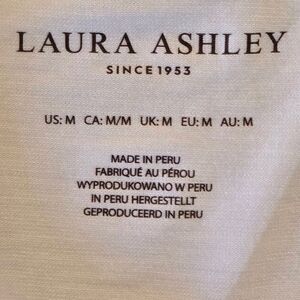 LAURA ASHLEY
SINCE 1953
US: M CA: M/M UK: M EU: M AU: M
MADE IN PERU
FABRIQUÉ AU PÉROU
WYPRODUKOWANO W PERU
IN PERU HERGESTELLT
GEPRODUCEERD IN PERU